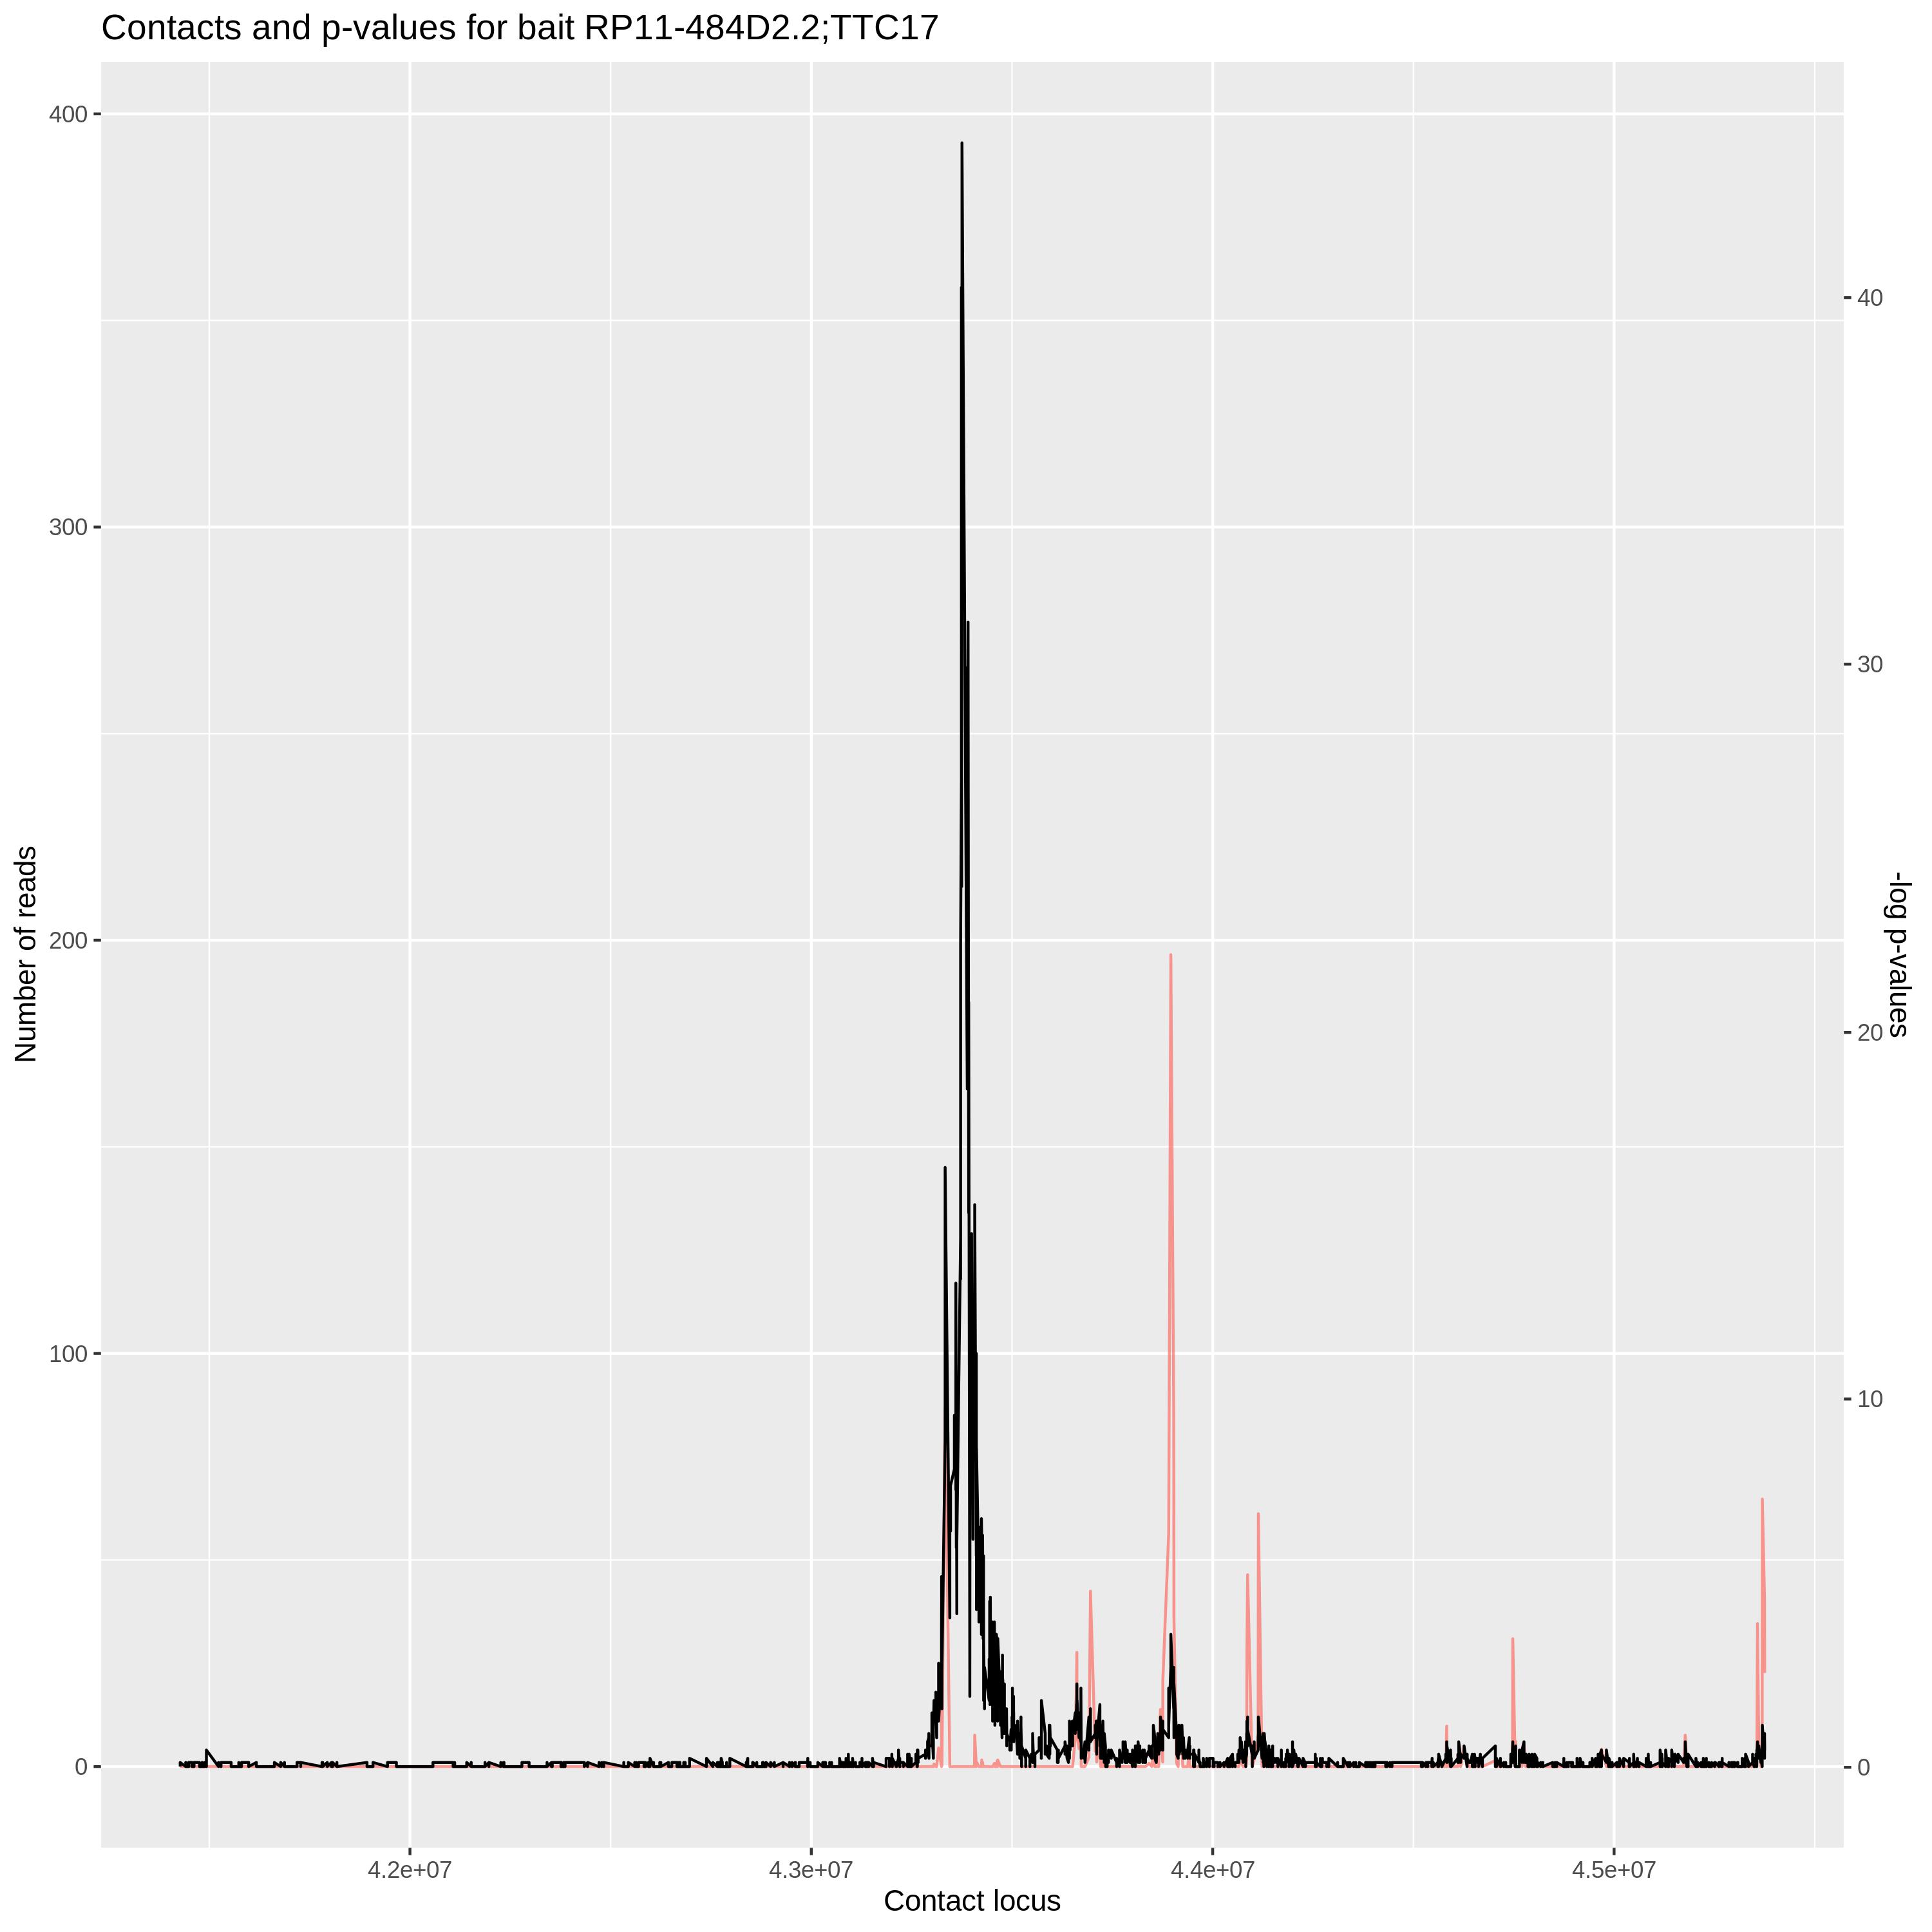 Contacts and p-values for bait RP11-484D2.2;TTC17
400
300
200
100
0
Number of reads
40
30
20
10
0
-log p-values
4.2e+07
4.3e+07
4.4e+07
4.5e+07
Contact locus